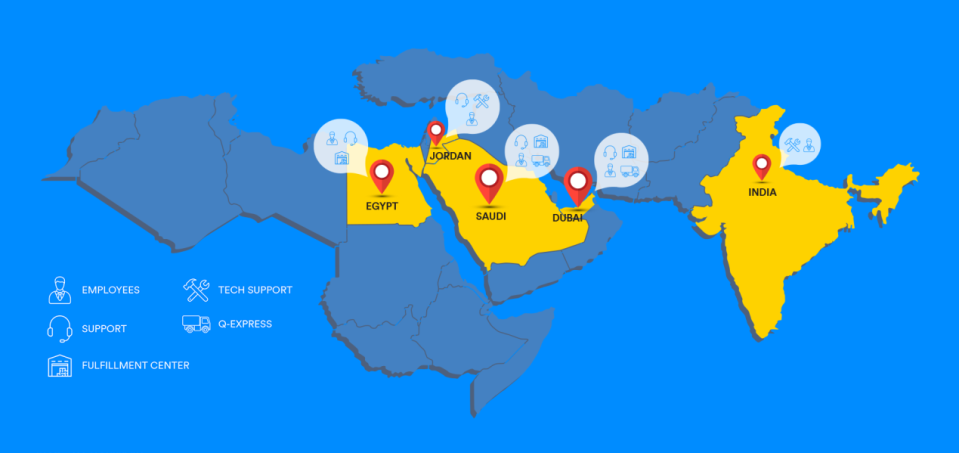 JORDAN
EGYPT
SAUDI
DUBAI
INDIA
EMPLOYEES
TECH SUPPORT
SUPPORT
Q-EXPRESS
FULFILLMENT CENTER